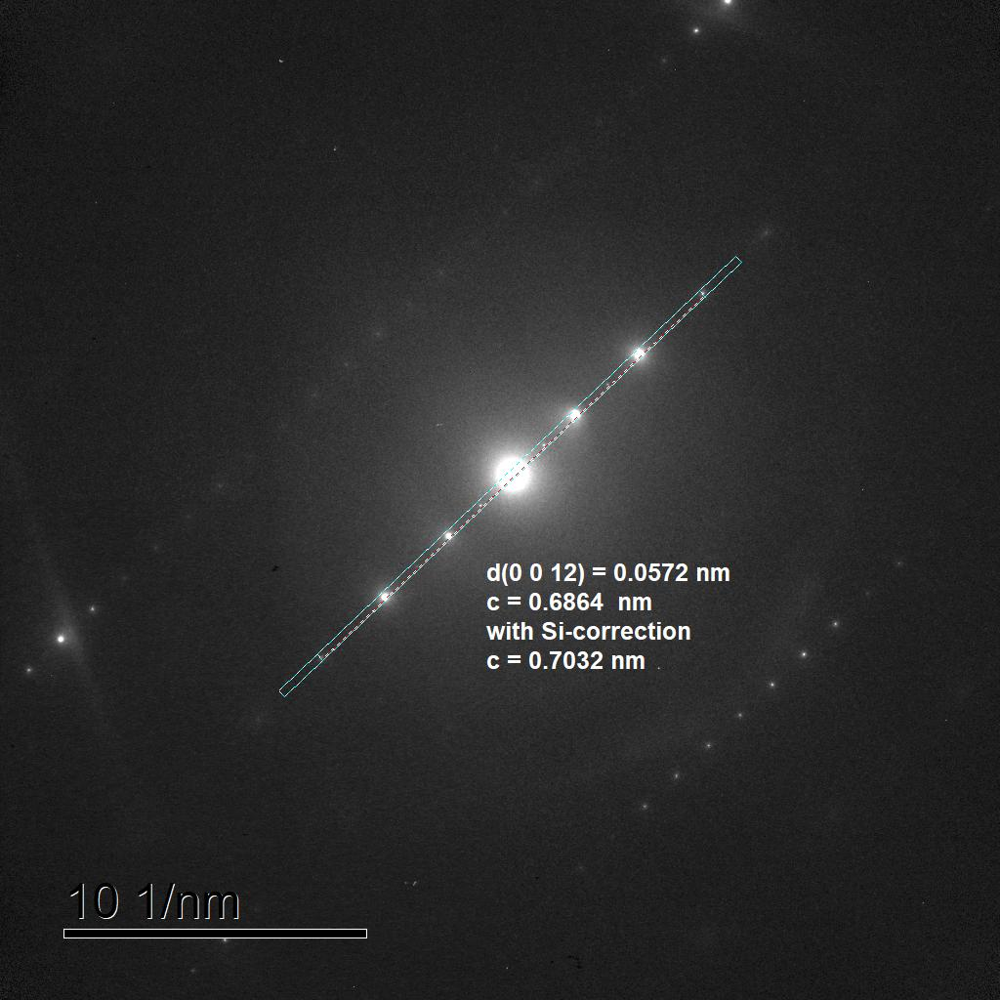 d(0 0 12) = 0.0572 nm
c = 0.6864  nm
with Si-correction
c = 0.7032 nm
10 1/nm